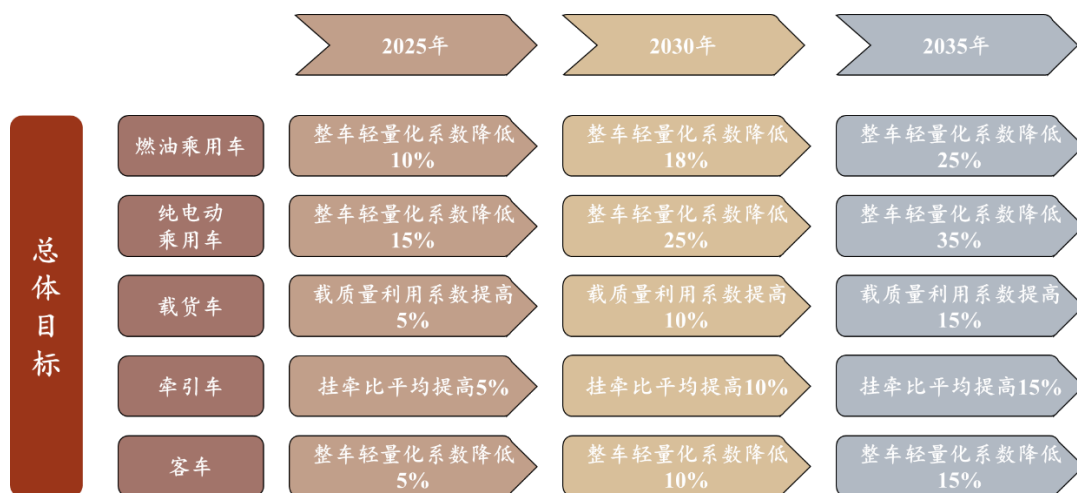 2025年
2030年
2035年
总体目标
燃油乘用车
整车轻量化系数降低
10%
整车轻量化系数降低
18%
整车轻量化系数降低
25%
纯电动
乘用车
整车轻量化系数降低
15%
整车轻量化系数降低
25%
整车轻量化系数降低
35%
载货车
载质量利用系数提高
5%
载质量利用系数提高
10%
载质量利用系数提高
15%
牵引车
挂牵比平均提高5%
挂牵比平均提高10%
挂牵比平均提高15%
客车
整车轻量化系数降低
5%
整车轻量化系数降低
10%
整车轻量化系数降低
15%